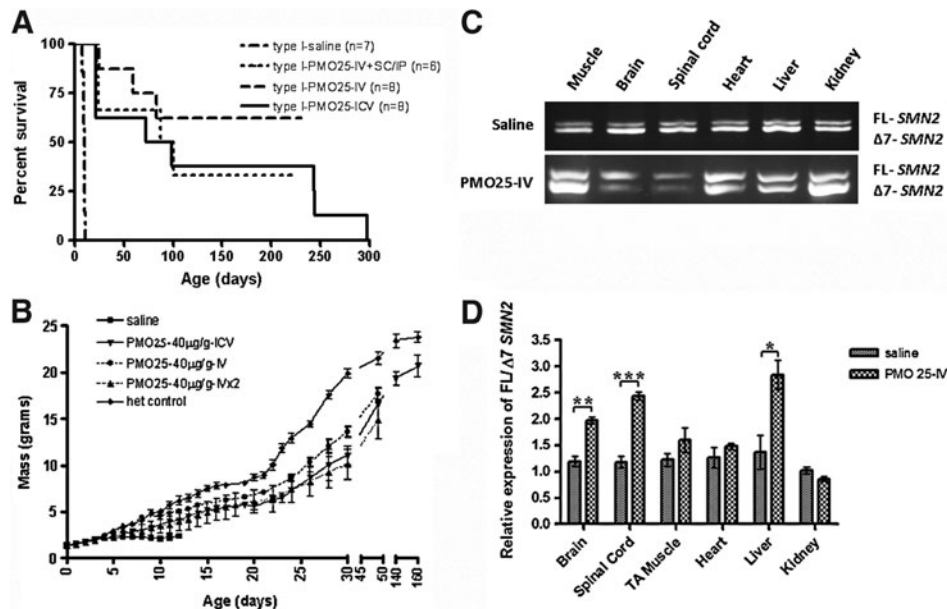 A
type I-saline (n=7)
type I-PMO25-IV+SC/IP (n=6)
type I-PMO25-IV (n=8)
type I-PMO25-ICV (n=8)
Percent survival
100
75
50
25
0
0 50 100 150 200 250 300
Age (days)
B
saline
PMO25-40µg/g-ICV
PMO25-40µg/g-IV
PMO25-40µg/g-IVx2
het control
Mass (grams)
25
20
15
10
5
0
0 5 10 15 20 25 30 45 50 140 160
Age (days)
C
Muscle Brain Spinal cord Heart Liver Kidney
Saline
FL- SMN2
Δ7- SMN2
PMO25-IV
FL- SMN2
Δ7- SMN2
D
Relative expression of FL/Δ7 SMN2
3.5
3.0
2.5
2.0
1.5
1.0
0.5
0.0
** *** *
saline
PMO 25-IV
Brain Spinal Cord TA Muscle Heart Liver Kidney